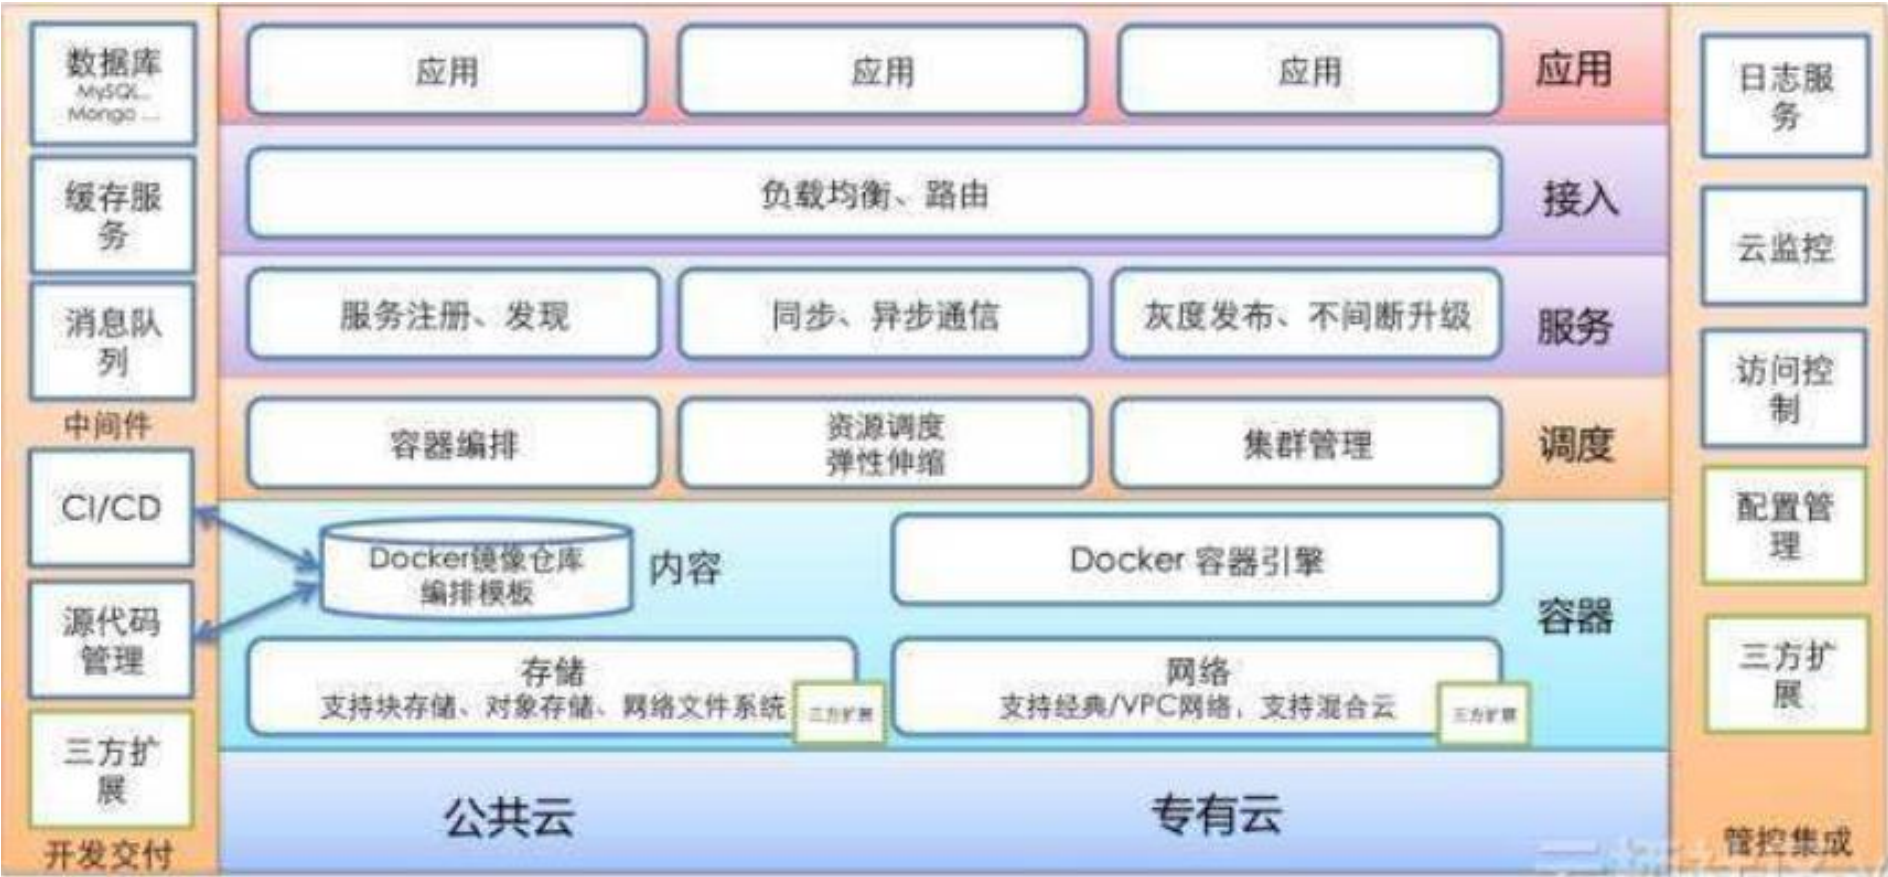 数据库
MySQL...
Mongo ...
缓存服
务
消息队
列
中间件
CI/CD
源代码
管理
三方扩
展
开发交付
应用
应用
应用
应用
负载均衡、路由
接入
服务注册、发现
同步、异步通信
灰度发布、不间断升级
服务
容器编排
资源调度
弹性伸缩
集群管理
调度
Docker镜像仓库
编排模板
内容
Docker 容器引擎
容器
存储
支持块存储、对象存储、网络文件系统
三方扩展
网络
支持经典/VPC网络，支持混合云
三方扩展
公共云
专有云
日志服
务
云监控
访问控
制
配置管
理
三方扩
展
管控集成